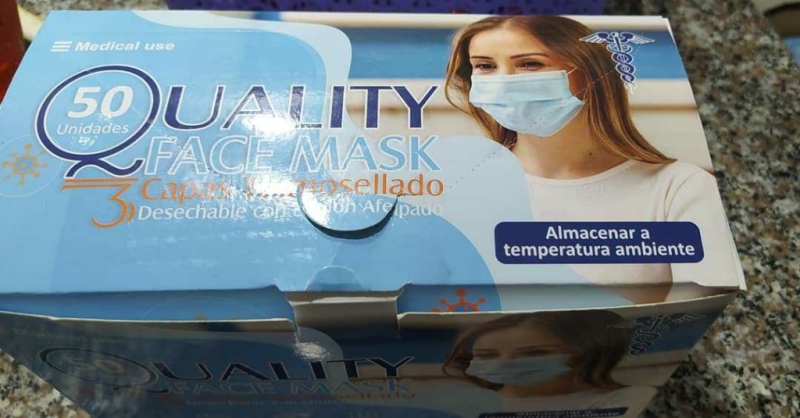 Medical use
50
Unidades
QUALITY
FACE MASK
3 Capas
Desechable con Afelpado
Almacenar a
temperatura ambiente
50
QUALITY
FACE MASK